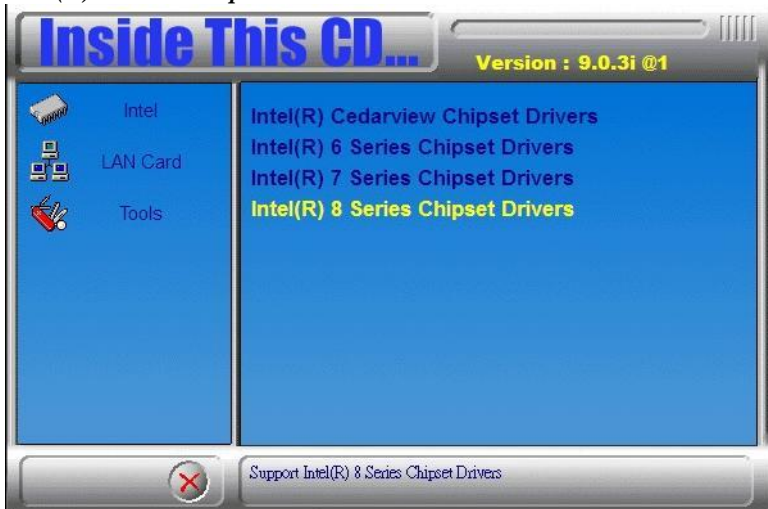 Inside This CD...
Version : 9.0.3i @1
Intel
LAN Card
Tools
Intel(R) Cedarview Chipset Drivers
Intel(R) 6 Series Chipset Drivers
Intel(R) 7 Series Chipset Drivers
Intel(R) 8 Series Chipset Drivers
Support Intel(R) 8 Series Chipset Drivers